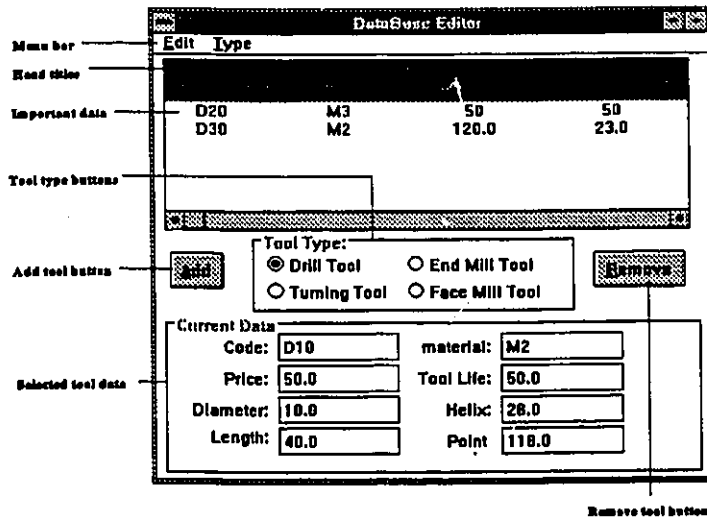 DataBase Editor
Menu bar
Edit Type
Head titles
Important data
D20 M3 50 50
D30 M2 120.0 23.0
Tool type buttons
Tool Type:
Add tool button
Add
Drill Tool End Mill Tool
Remove
Turning Tool Face Mill Tool
Current Data
Code: D10 material: M2
Selected tool data
Price: 50.0 Tool Life: 50.0
Diameter: 10.0 Helix: 28.0
Length: 40.0 Point 118.0
Remove tool button